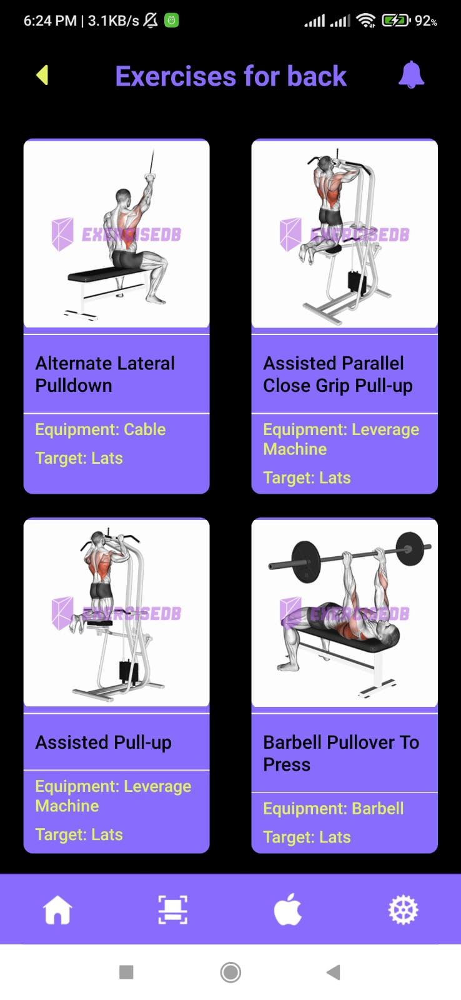 6:24 PM | 3.1KB/s
92%
Exercises for back
EXERCISEDB
EXERCISEDB
Alternate Lateral
Pulldown
Equipment: Cable
Target: Lats
Assisted Parallel
Close Grip Pull-up
Equipment: Leverage
Machine
Target: Lats
EXERCISEDB
EXERCISEDB
Assisted Pull-up
Equipment: Leverage
Machine
Target: Lats
Barbell Pullover To
Press
Equipment: Barbell
Target: Lats